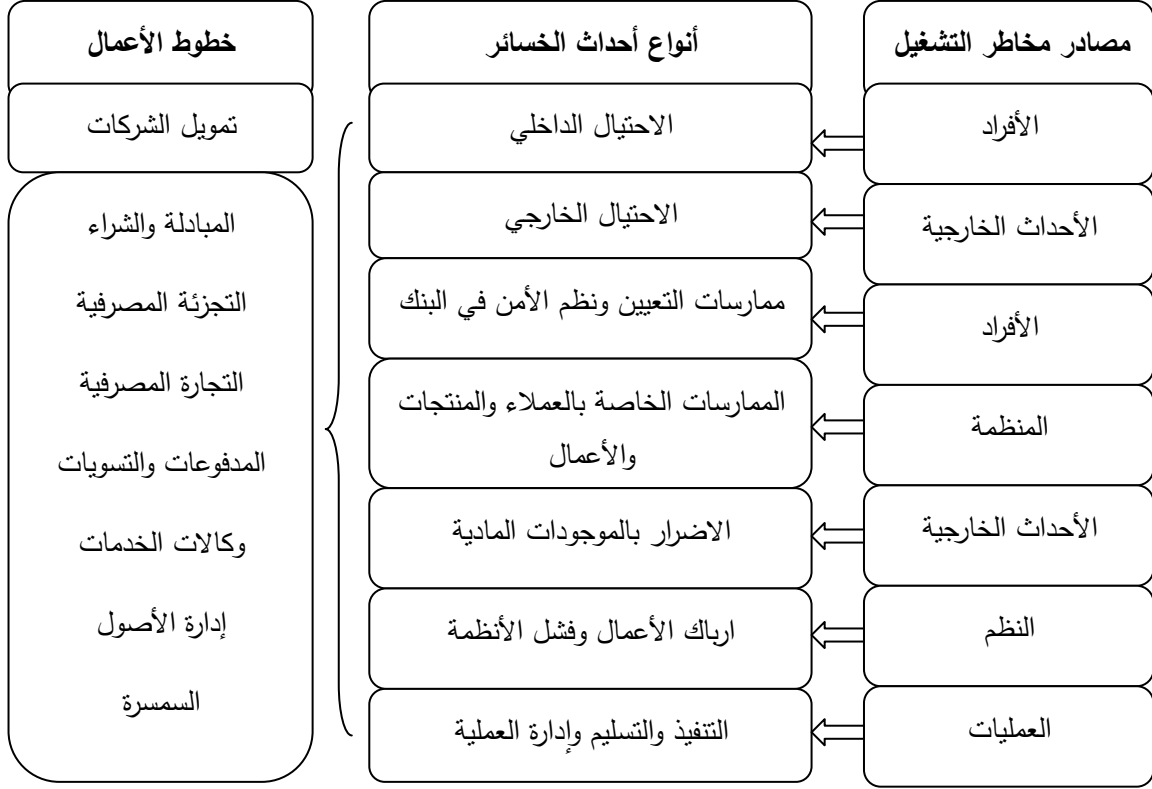 مصادر مخاطر التشغيل
الأفراد
الأحداث الخارجية
الأفراد
المنظمة
الأحداث الخارجية
النظم
العمليات
أنواع أحداث الخسائر
الاحتيال الداخلي
الاحتيال الخارجي
ممارسات التعيين ونظم الأمن في البنك
الممارسات الخاصة بالعملاء والمنتجات
والأعمال
الاضرار بالموجودات المادية
ارباك الأعمال وفشل الأنظمة
التنفيذ والتسليم وإدارة العملية
خطوط الأعمال
تمويل الشركات
المبادلة والشراء
التجزئة المصرفية
التجارة المصرفية
المدفوعات والتسويات
وكالات الخدمات
إدارة الأصول
السمسرة